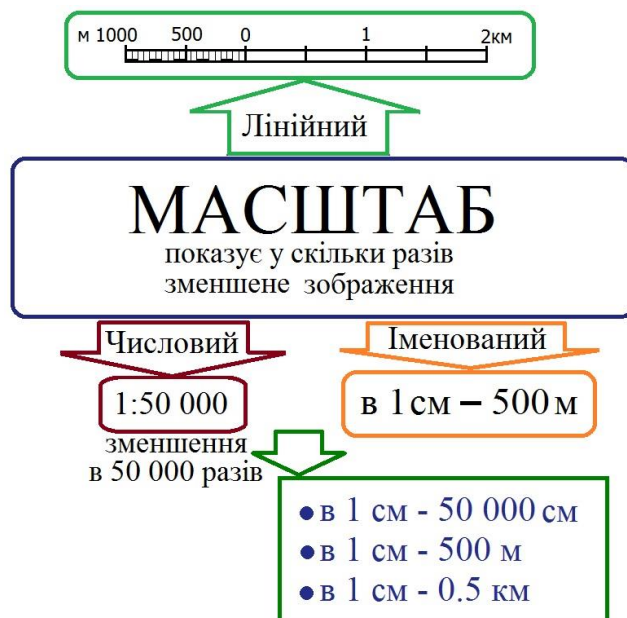 м 1000 500 0 1 2км
Лінійний
МАСШТАБ
показує у скільки разів
зменшене зображення
Числовий
Іменований
1:50 000
в 1см – 500 м
зменшення
в 50 000 разів
• в 1 см - 50 000 см
• в 1 см - 500 м
• в 1 см - 0.5 км